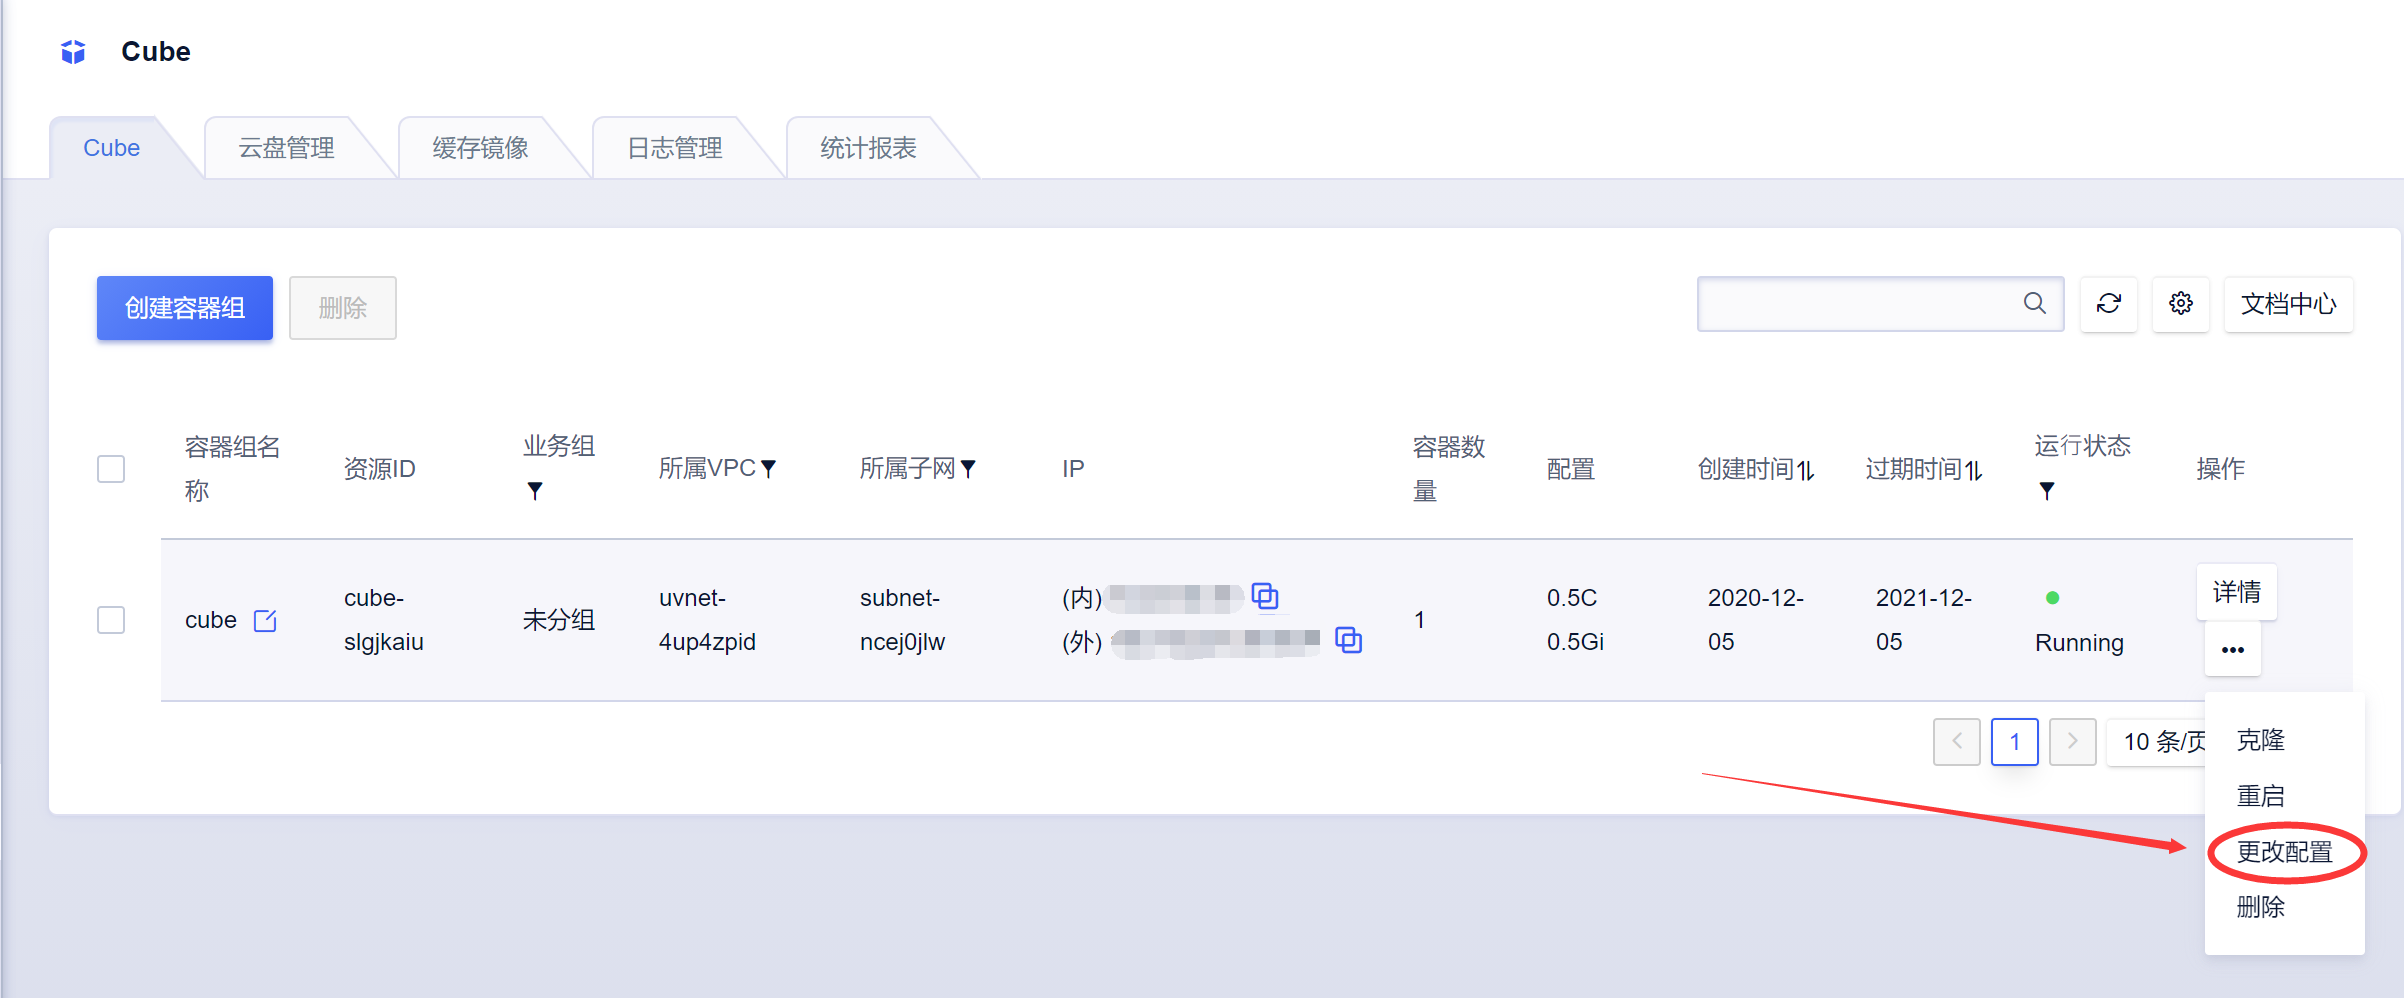 Cube
Cube
云盘管理
缓存镜像
日志管理
统计报表
创建容器组
删除
文档中心
容器组名
称
资源ID
业务组
所属VPC
所属子网
IP
容器数
量
配置
创建时间
过期时间
运行状态
操作
cube
cube-
slgjkaiu
未分组
uvnet-
4up4zpid
subnet-
ncej0jlw
(内)
(外)
1
0.5C
0.5Gi
2020-12-
05
2021-12-
05
Running
详情
•••
1
10 条/页
克隆
重启
更改配置
删除